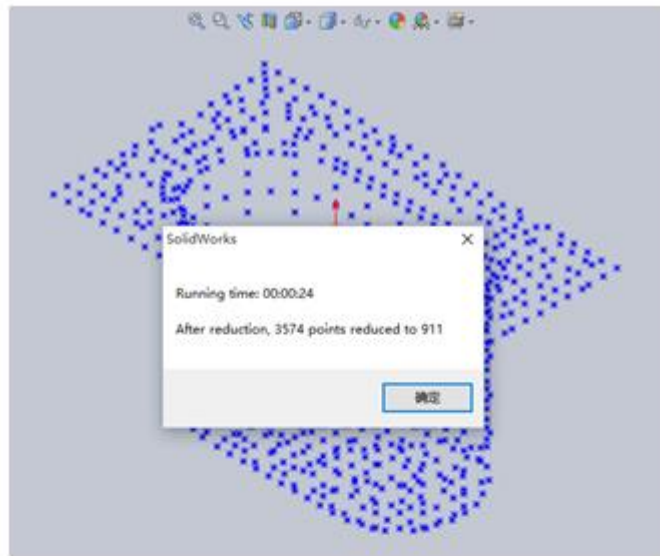 SolidWorks
Running time: 00:00:24
After reduction, 3574 points reduced to 911
确定